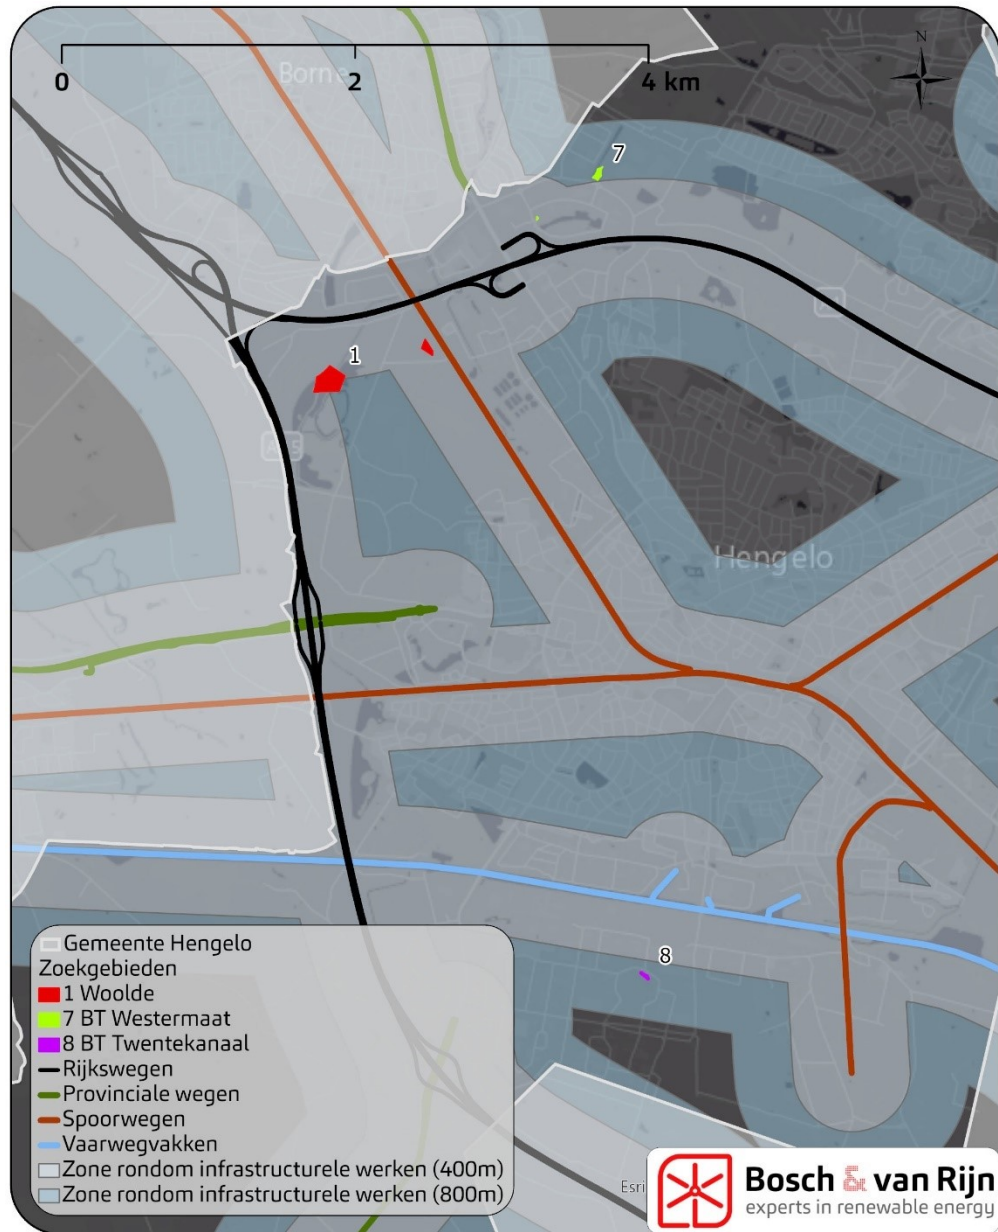 N
0
2
4 km
Borne
7
1
Hengelo
8
Gemeente Hengelo
Zoekgebieden
1 Woolde
7 BT Westermaat
8 BT Twentekanaal
Rijkswegen
Provinciale wegen
Spoorwegen
Vaarwegvakken
Zone rondom infrastructurele werken (400m)
Zone rondom infrastructurele werken (800m)
Esri
Bosch & van Rijn
experts in renewable energy